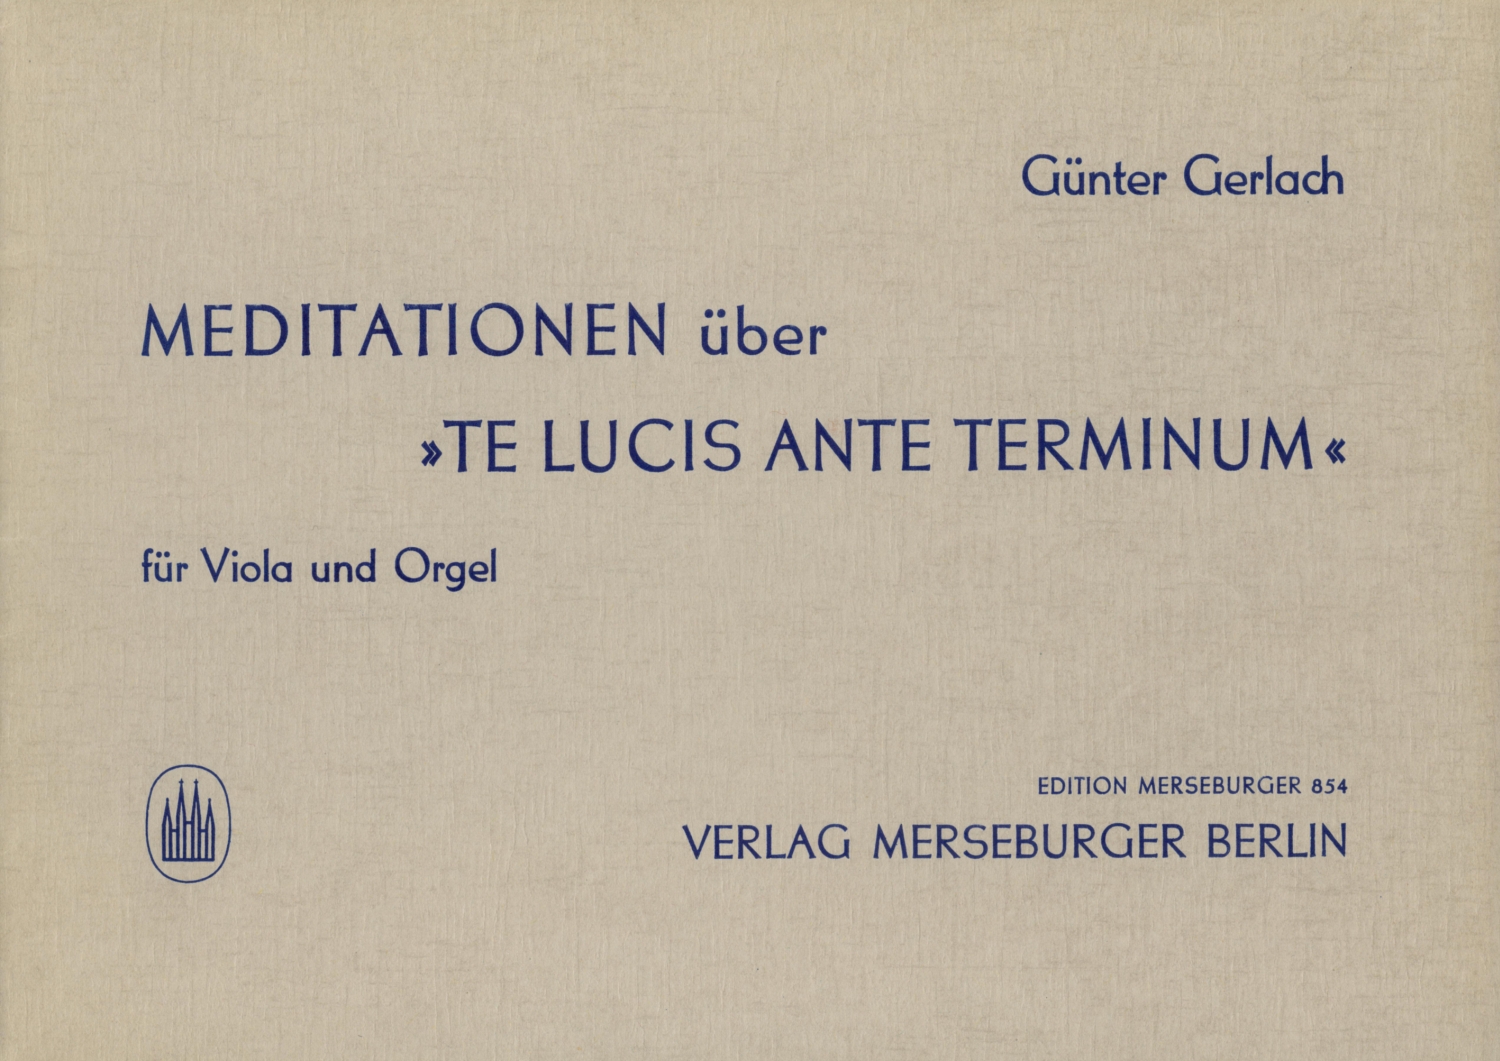 Günter Gerlach
MEDITATIONEN über
»TE LUCIS ANTE TERMINUM«
für Viola und Orgel
EDITION MERSEBURGER 854
VERLAG MERSEBURGER BERLIN